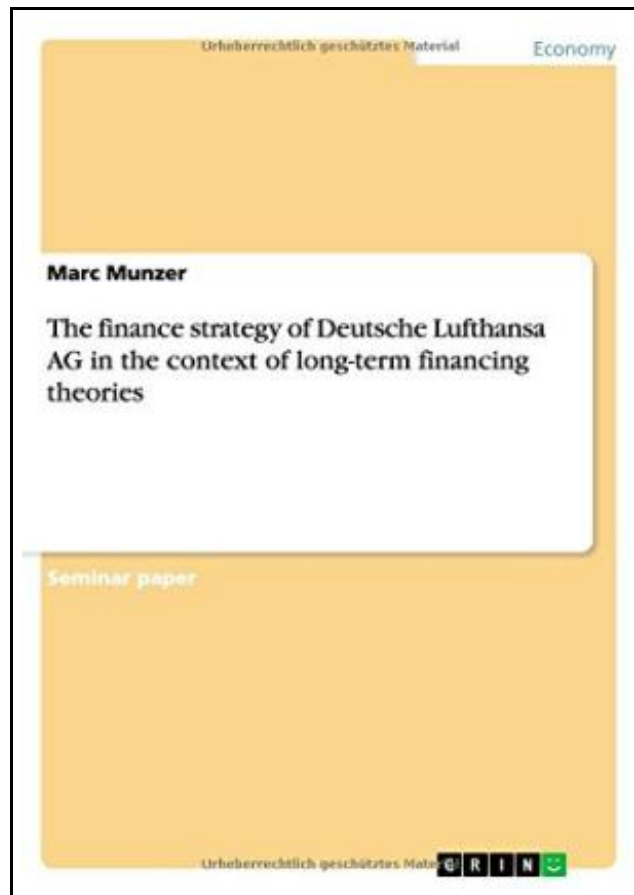 Urheberrechtlich geschütztes Material
Economy
Marc Munzer
The finance strategy of Deutsche Lufthansa
AG in the context of long-term financing
theories
Seminar paper
Urheberrechtlich geschütztes Mate
GRIN